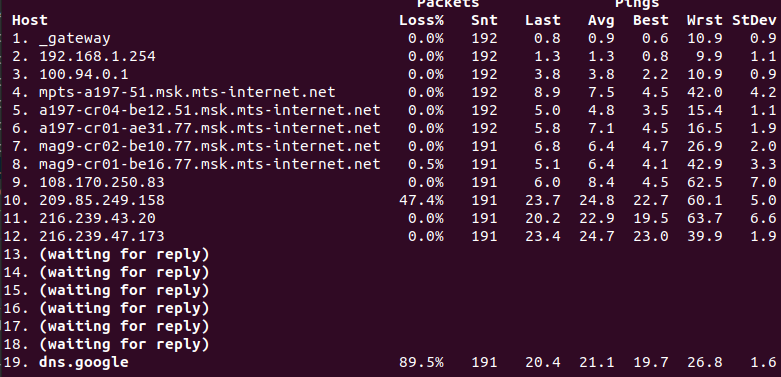 Packets Pings
Host Loss% Snt Last Avg Best Wrst StDev
1. _gateway 0.0% 192 0.8 0.9 0.6 10.9 0.9
2. 192.168.1.254 0.0% 192 1.3 1.3 0.8 9.9 1.1
3. 100.94.0.1 0.0% 192 3.8 3.8 2.2 10.9 0.9
4. mpts-a197-51.msk.mts-internet.net 0.0% 192 8.9 7.5 4.5 42.0 4.2
5. a197-cr04-be12.51.msk.mts-internet.net 0.0% 192 5.0 4.8 3.5 15.4 1.1
6. a197-cr01-ae31.77.msk.mts-internet.net 0.0% 192 5.8 7.1 4.5 16.5 1.9
7. mag9-cr02-be10.77.msk.mts-internet.net 0.0% 191 6.8 6.4 4.7 26.9 2.0
8. mag9-cr01-be16.77.msk.mts-internet.net 0.5% 191 5.1 6.4 4.1 42.9 3.3
9. 108.170.250.83 0.0% 191 6.0 8.4 4.5 62.5 7.0
10. 209.85.249.158 47.4% 191 23.7 24.8 22.7 60.1 5.0
11. 216.239.43.20 0.0% 191 20.2 22.9 19.5 63.7 6.6
12. 216.239.47.173 0.0% 191 23.4 24.7 23.0 39.9 1.9
13. (waiting for reply)
14. (waiting for reply)
15. (waiting for reply)
16. (waiting for reply)
17. (waiting for reply)
18. (waiting for reply)
19. dns.google 89.5% 191 20.4 21.1 19.7 26.8 1.6